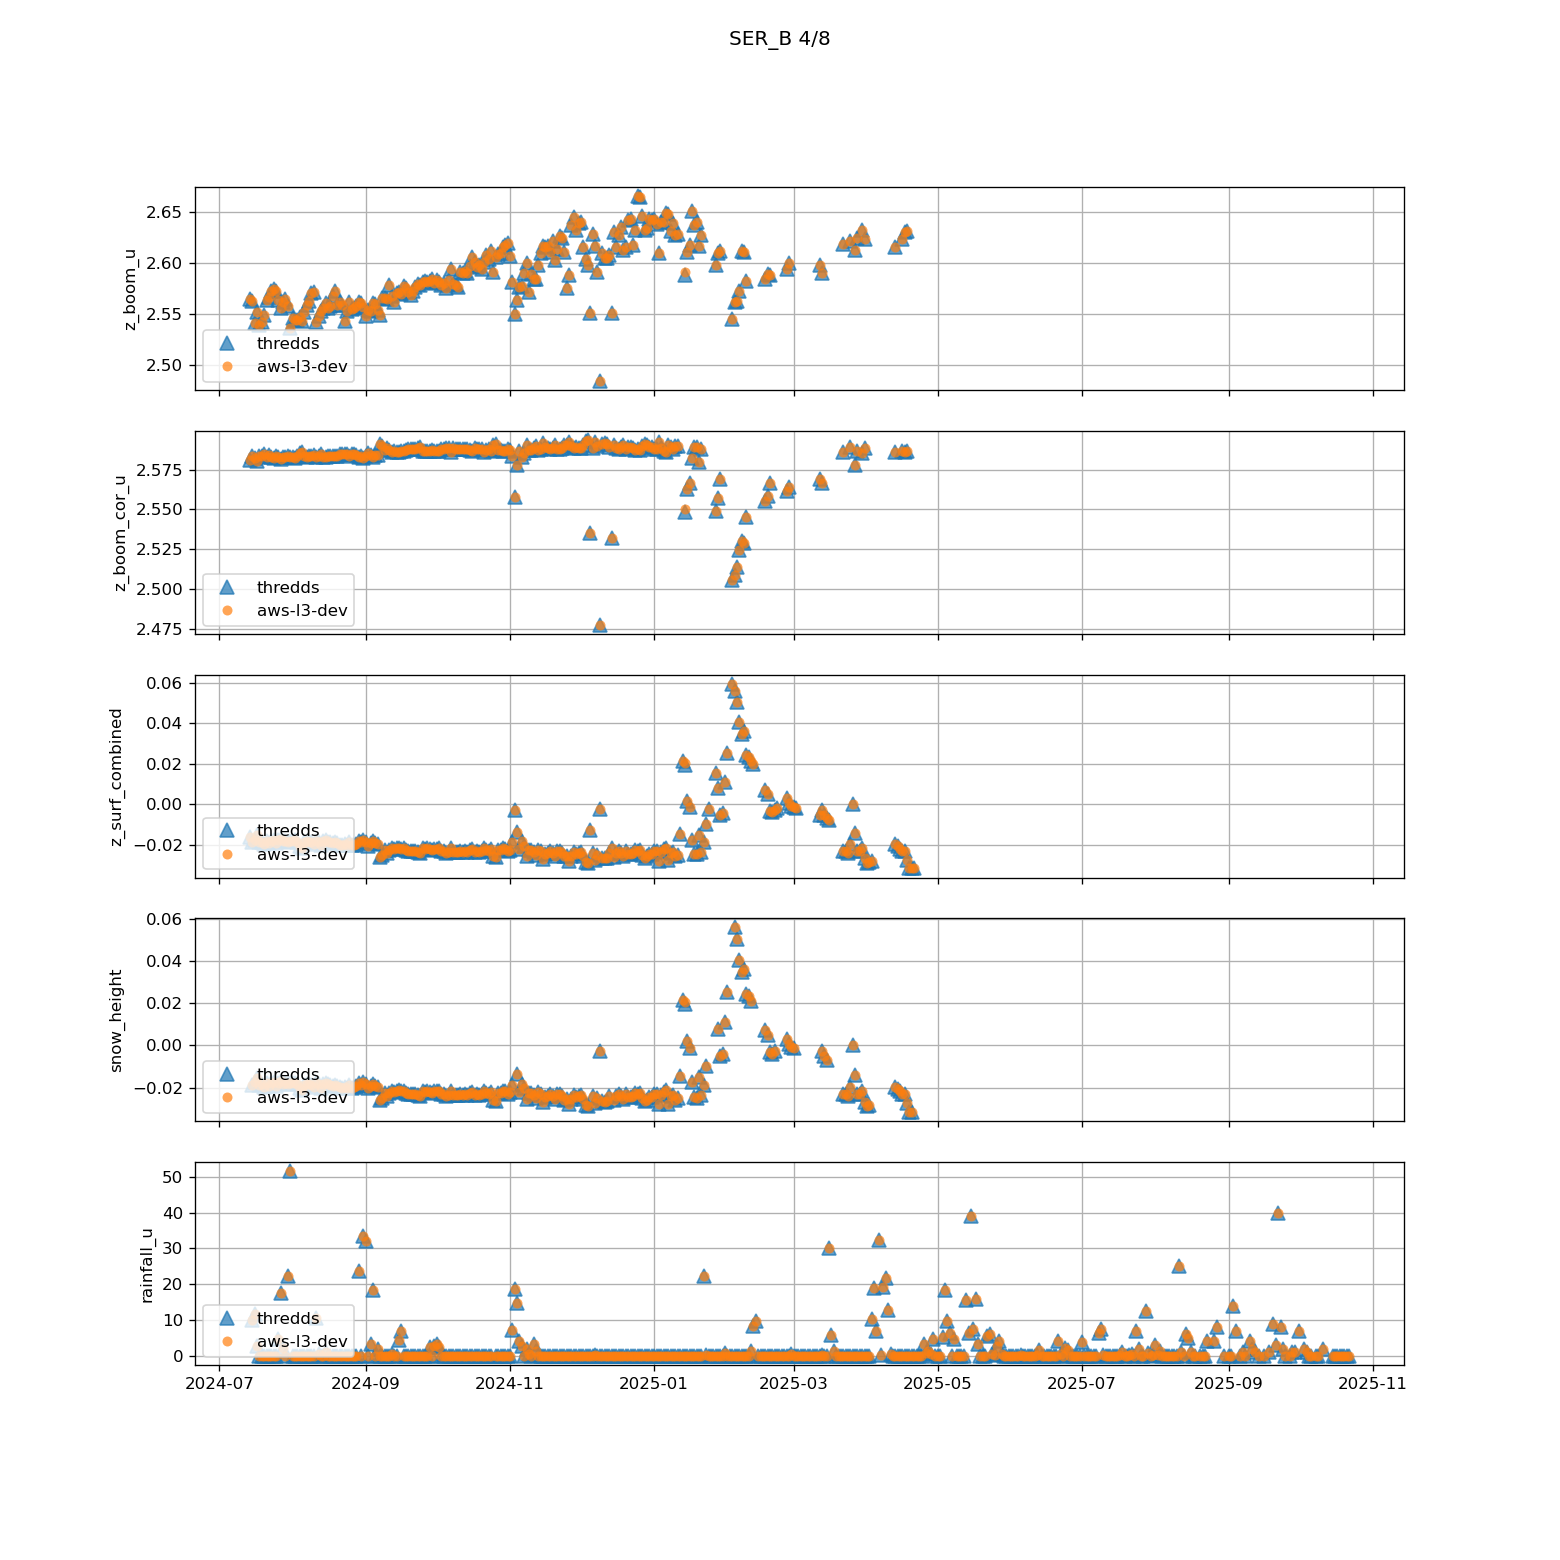 SER_B 4/8
z_boom_u
2.65
2.60
2.55
2.50
thredds
aws-l3-dev
z_boom_cor_u
2.575
2.550
2.525
2.500
2.475
thredds
aws-l3-dev
z_surf_combined
0.06
0.04
0.02
0.00
−0.02
thredds
aws-l3-dev
snow_height
0.06
0.04
0.02
0.00
−0.02
thredds
aws-l3-dev
rainfall_u
50
40
30
20
10
0
thredds
aws-l3-dev
2024-07 2024-09 2024-11 2025-01 2025-03 2025-05 2025-07 2025-09 2025-11